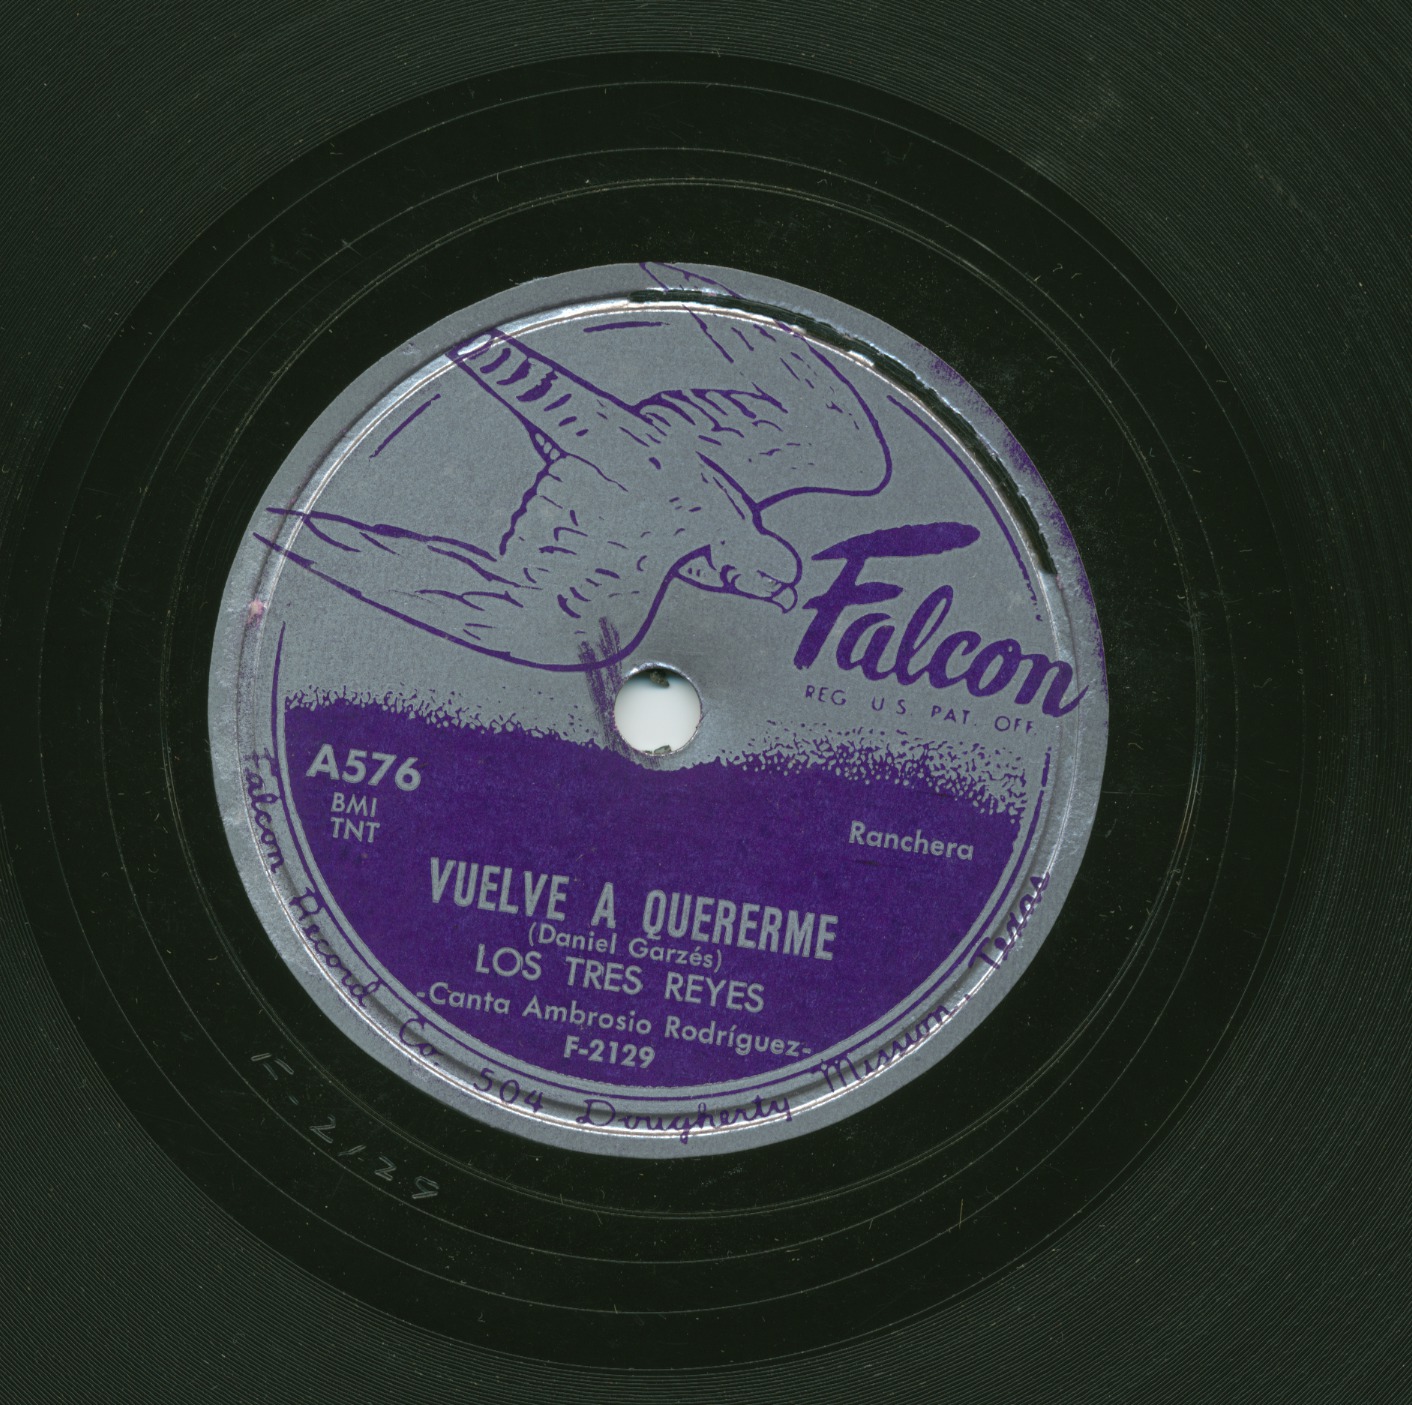 Falcon
REG. U.S. PAT. OFF.
A576
BMI
TNT
Ranchera
VUELVE A QUERERME
(Daniel Garzés)
LOS TRES REYES
-Canta Ambrosio Rodríguez-
F-2129
Falcon Record Co. 504 Dougherty Mission, Texas
F-2129